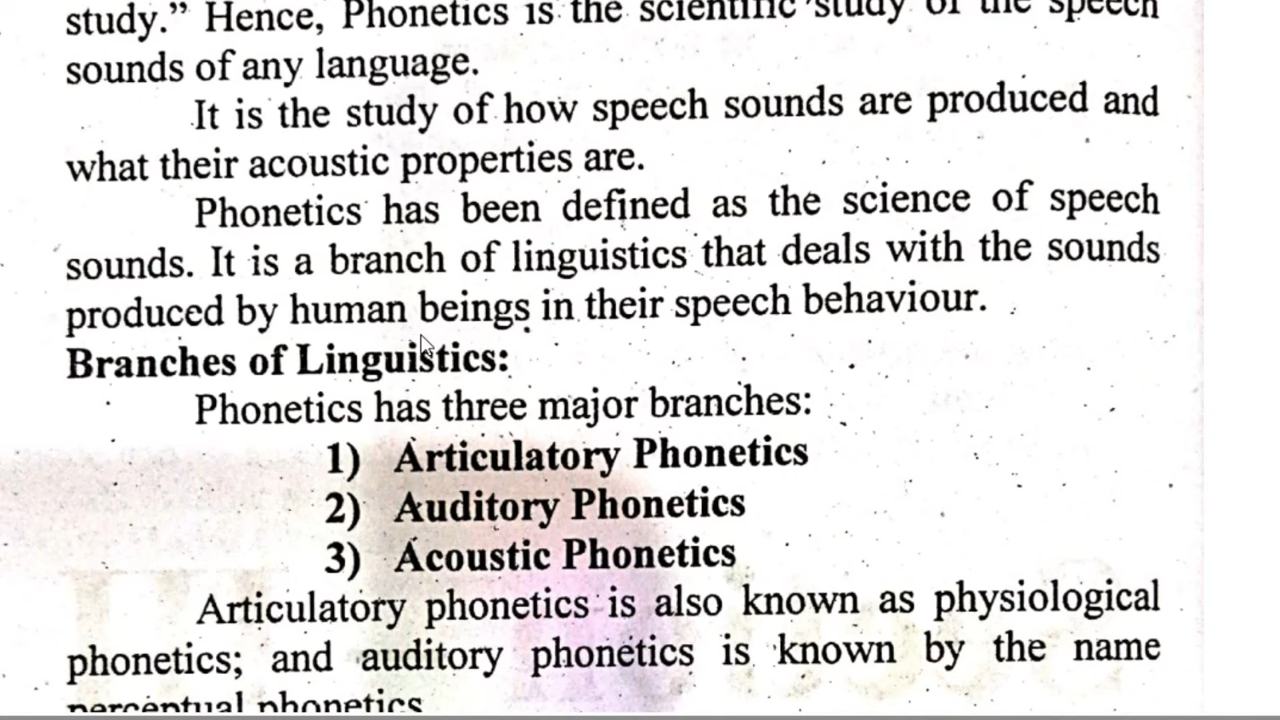 study.” Hence, Phonetics is the scientific study of the speech
sounds of any language.
It is the study of how speech sounds are produced and
what their acoustic properties are.
Phonetics has been defined as the science of speech
sounds. It is a branch of linguistics that deals with the sounds
produced by human beings in their speech behaviour.
Branches of Linguistics:
Phonetics has three major branches:
1) Articulatory Phonetics
2) Auditory Phonetics
3) Acoustic Phonetics
Articulatory phonetics is also known as physiological
phonetics; and auditory phonetics is known by the name
perceptual phonetics